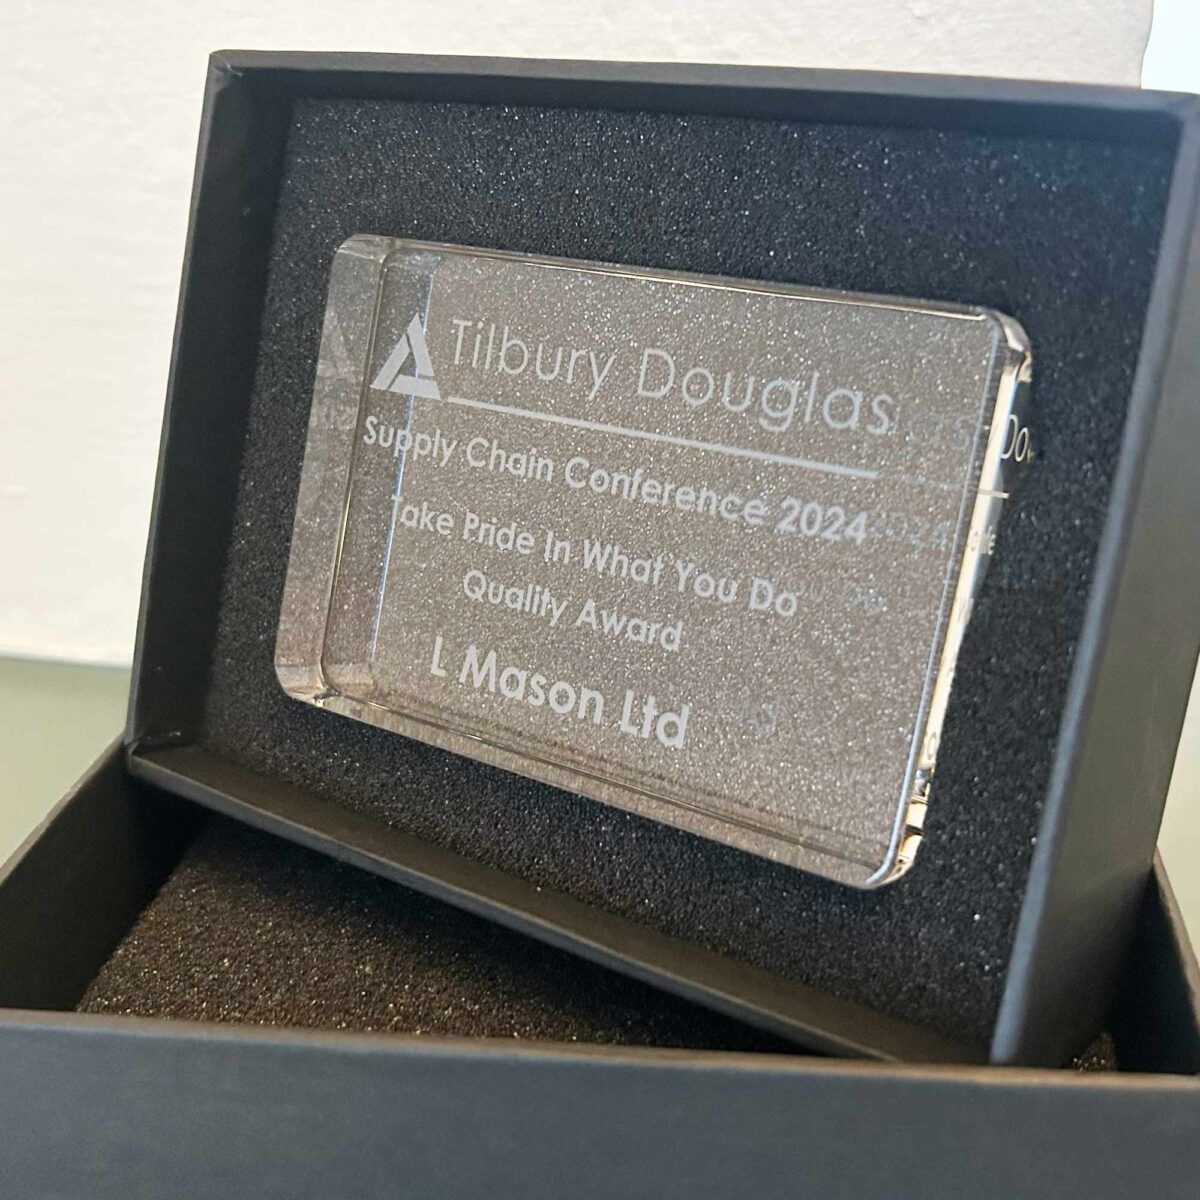 Tilbury Douglas
Supply Chain Conference 2024
Take Pride In What You Do
Quality Award
L Mason Ltd